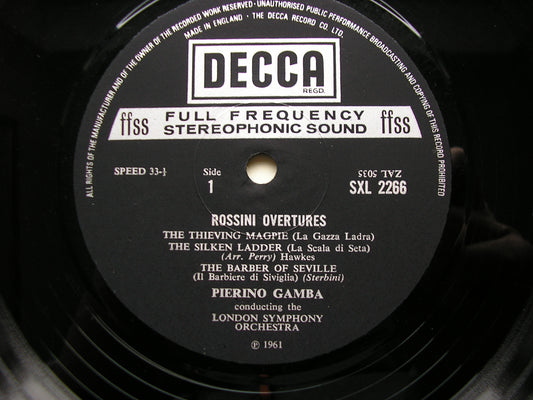 ALL RIGHTS OF THE MANUFACTURER AND OF THE OWNER OF THE RECORDED WORK RESERVED · UNAUTHORISED PUBLIC PERFORMANCE BROADCASTING AND COPYING OF THIS RECORD PROHIBITED
MADE IN ENGLAND · THE DECCA RECORD CO. LTD.
DECCA
REGD.
ffss FULL FREQUENCY ffss
STEREOPHONIC SOUND
SPEED 33-⅓ Side ZAL 5035
1 SXL 2266
ROSSINI OVERTURES
THE THIEVING MAGPIE (La Gazza Ladra)
THE SILKEN LADDER (La Scala di Seta)
(Arr. Perry) Hawkes
THE BARBER OF SEVILLE
(Il Barbiere di Siviglia) (Sterbini)
PIERINO GAMBA
conducting the
LONDON SYMPHONY
ORCHESTRA
℗ 1961